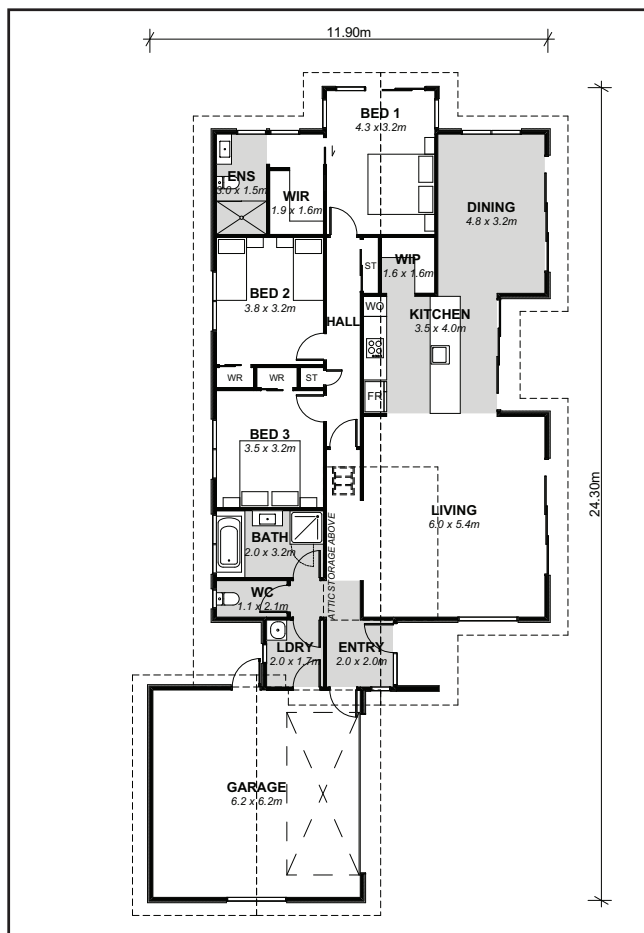 11.90m
BED 1
4.3 x 3.2m
ENS
3.0 x 1.5m
WIR
1.9 x 1.6m
DINING
4.8 x 3.2m
ST
WIP
1.6 x 1.6m
BED 2
3.8 x 3.2m
HALL
WO
KITCHEN
3.5 x 4.0m
WR
WR
ST
FR
BED 3
3.5 x 3.2m
24.30m
LIVING
6.0 x 5.4m
BATH
2.0 x 3.2m
ATTIC STORAGE ABOVE
WC
1.1 x 2.1m
LDRY
2.0 x 1.7m
ENTRY
2.0 x 2.0m
GARAGE
6.2 x 6.2m